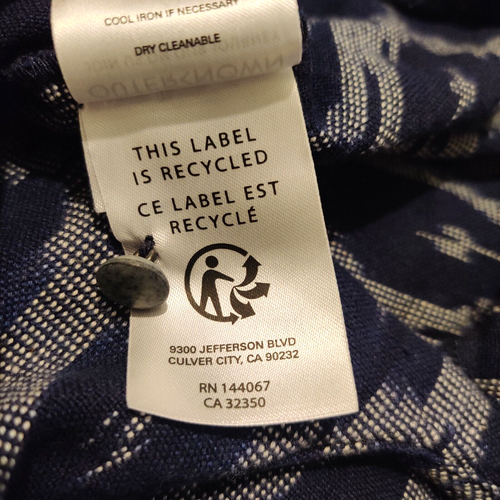 COOL IRON IF NECESSARY
DRY CLEANABLE
OUTERKNOWN
THIS LABEL
IS RECYCLED
CE LABEL EST
RECYCLÉ
9300 JEFFERSON BLVD
CULVER CITY, CA 90232
RN 144067
CA 32350